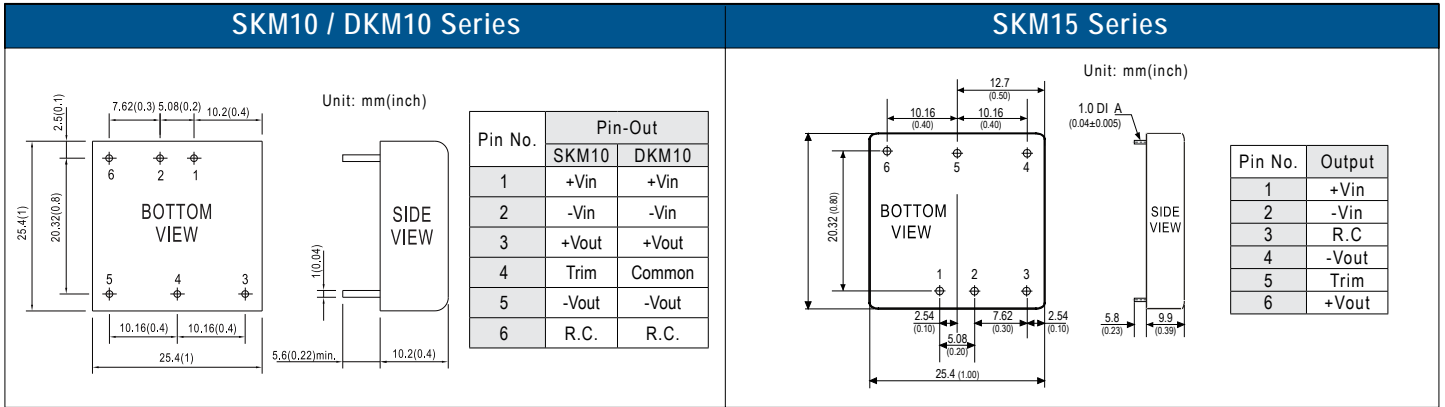 SKM10 / DKM10 Series
Unit: mm(inch)
7.62(0.3) 5.08(0.2) 10.2(0.4)
2.5(0.1)
6 2 1
25.4(1)
20.32(0.8)
BOTTOM
VIEW
5 4 3
10.16(0.4) 10.16(0.4)
25.4(1)
SIDE
VIEW
1(0.04)
5,6(0.22)min. 10.2(0.4)
Pin No. Pin-Out
SKM10 DKM10
1 +Vin +Vin
2 -Vin -Vin
3 +Vout +Vout
4 Trim Common
5 -Vout -Vout
6 R.C. R.C.
SKM15 Series
Unit: mm(inch)
12.7
(0.50)
10.16 10.16
(0.40) (0.40)
1.0 DI A
(0.04±0.005)
6 5 4
20.32 (0.80)
BOTTOM
VIEW
1 2 3
2.54 7.62 2.54
(0.10) (0.30) (0.10)
5.08
(0.20)
25.4 (1.00)
SIDE
VIEW
5.8 9.9
(0.23) (0.39)
Pin No. Output
1 +Vin
2 -Vin
3 R.C
4 -Vout
5 Trim
6 +Vout